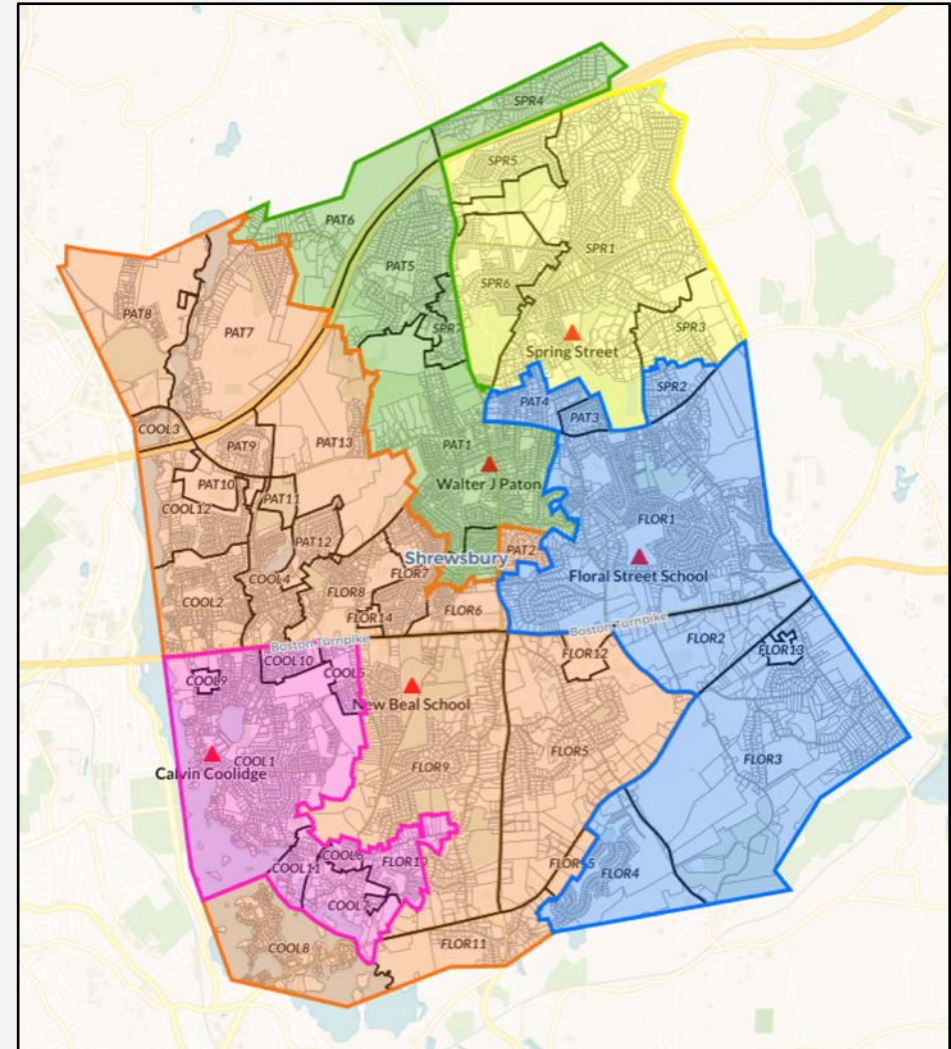 SPR4
SPR5
PAT6
SPR1
PAT5
SPR6
PAT8
SPR7
SPR3
PAT7
Spring Street
SPR2
PAT4
PAT3
COOL3
PAT9
PAT13
PAT1
PAT10
Walter J Paton
PAT11
COOL12
FLOR1
PAT12
PAT2
Shrewsbury
FLOR7
Floral Street School
COOL4
FLOR8
COOL2
FLOR14
FLOR6
Boston Turnpike
Boston Turnpike
FLOR2
FLOR12
FLOR13
COOL10
COOL9
New Beal School
FLOR5
FLOR3
COOL1
Calvin Coolidge
FLOR9
COOL6
FLOR10
COOL11
FLOR4
COOL8
FLOR11